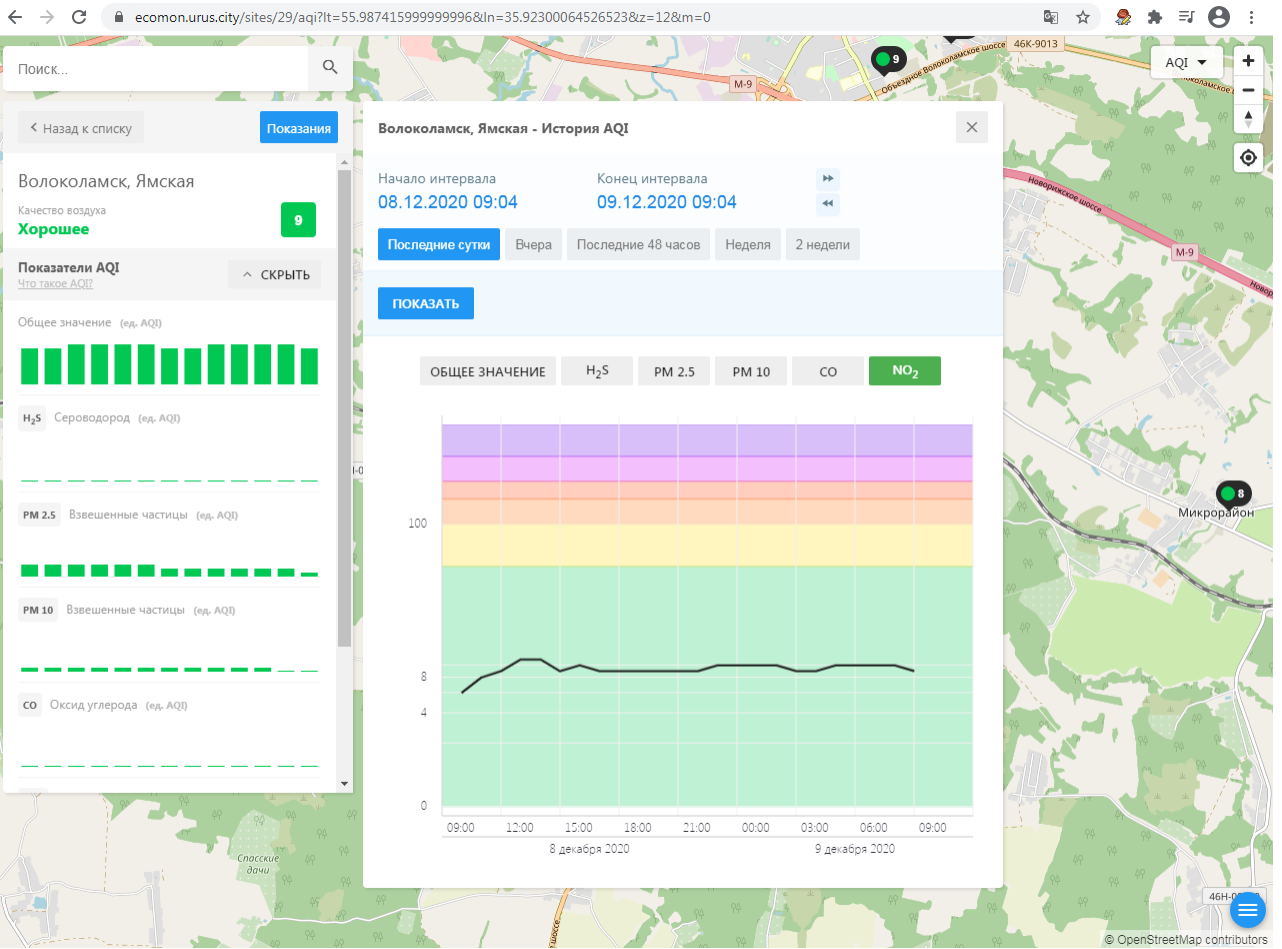 ecomon.urus.city/sites/29/aqi?lt=55.987415999999996&ln=35.92300064526523&z=12&m=0
46K-9013
9
Объездное Волоколамское шоссе
М-9
AQI
Поиск...
Назад к списку
Показания
Волоколамск, Ямская
Качество воздуха
Хорошее
9
Показатели AQI
Что такое AQI?
СКРЫТЬ
Общее значение (ед. AQI)
H2S Сероводород (ед. AQI)
PM 2.5 Взвешенные частицы (ед. AQI)
PM 10 Взвешенные частицы (ед. AQI)
CO Оксид углерода (ед. AQI)
Волоколамск, Ямская - История AQI
Начало интервала
08.12.2020 09:04
Конец интервала
09.12.2020 09:04
Последние сутки
Вчера
Последние 48 часов
Неделя
2 недели
ПОКАЗАТЬ
ОБЩЕЕ ЗНАЧЕНИЕ
H2S
PM 2.5
PM 10
CO
NO2
100
8
4
0
09:00 12:00 15:00 18:00 21:00 00:00 03:00 06:00 09:00
8 декабря 2020 9 декабря 2020
Новорижское шоссе
М-9
8
Микрорайон
Спасские
дачи
© OpenStreetMap contributors